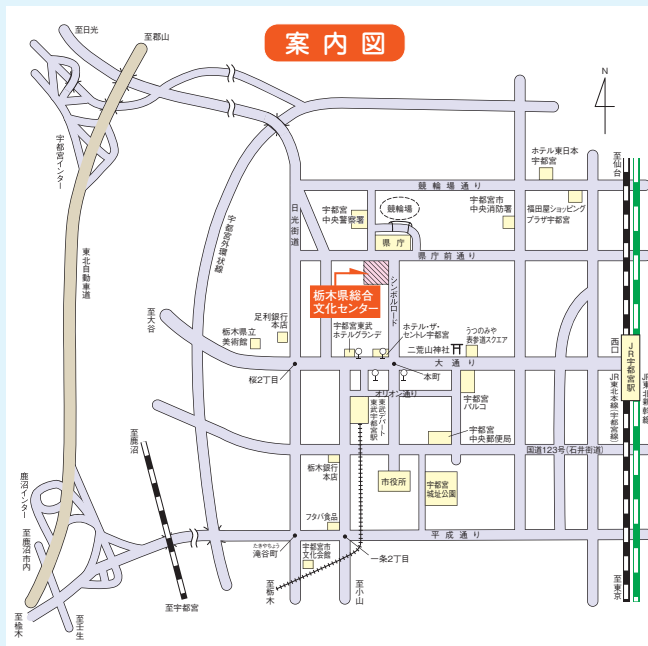 案内図
至日光
至郡山
N
宇都宮インター
東北自動車道
宇都宮外環状線
日光街道
競輪場通り
ホテル東日本
宇都宮
至仙台
宇都宮
中央警察署
競輪場
宇都宮市
中央消防署
福田屋ショッピング
プラザ宇都宮
県庁
県庁前通り
栃木県総合
文化センター
シンボルロード
至大谷
足利銀行
本店
栃木県立
美術館
宇都宮東武
ホテルグランデ
ホテル・ザ・
セントレ宇都宮
うつのみや
表参道スクエア
二荒山神社
西口
JR宇都宮駅
大通り
桜2丁目
本町
オリオン通り
東武デパート
東武宇都宮駅
宇都宮
パルコ
JR東北本線(宇都宮線)
JR東北新幹線
至鹿沼
宇都宮
中央郵便局
国道123号(石井街道)
栃木銀行
本店
市役所
宇都宮
城址公園
鹿沼インター
フタバ食品
平成通り
至鹿沼市内
たきやちょう
滝谷町
宇都宮市
文化会館
一条2丁目
至栃木
至小山
至東京
至宇都宮
至楡木
至壬生